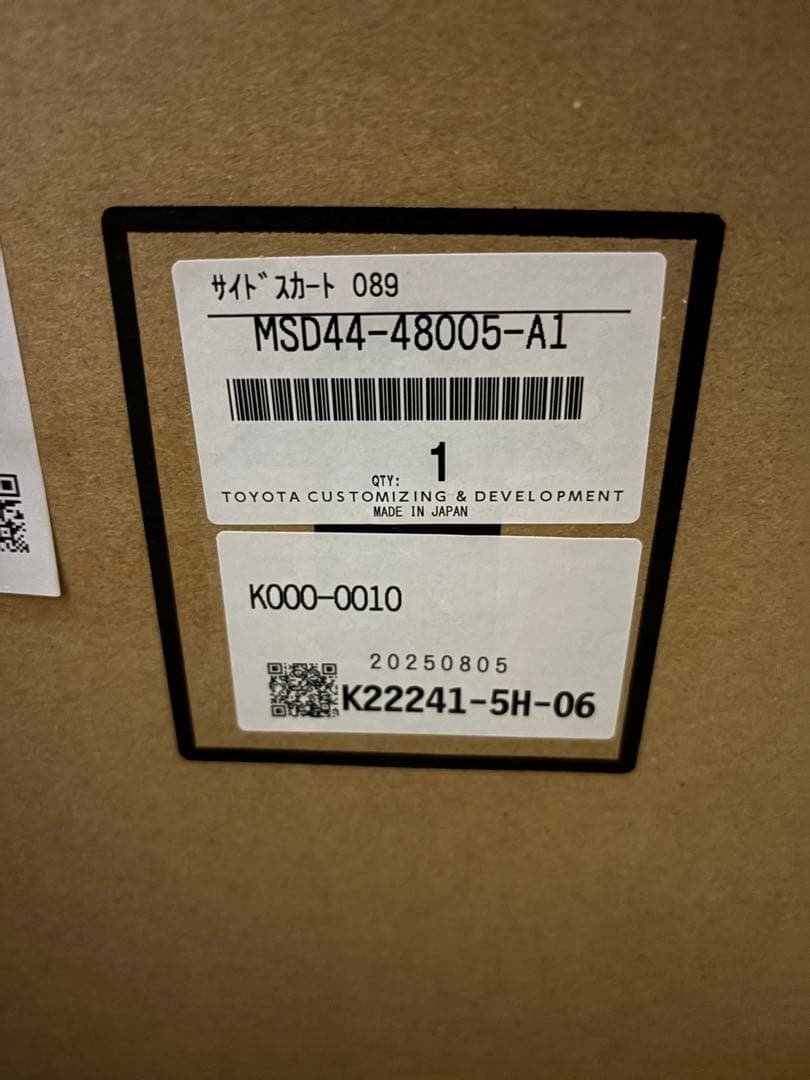 ｻｲﾄﾞｽｶｰﾄ 089
MSD44-48005-A1
QTY: 1
TOYOTA CUSTOMIZING & DEVELOPMENT
MADE IN JAPAN
K000-0010
20250805
K22241-5H-06